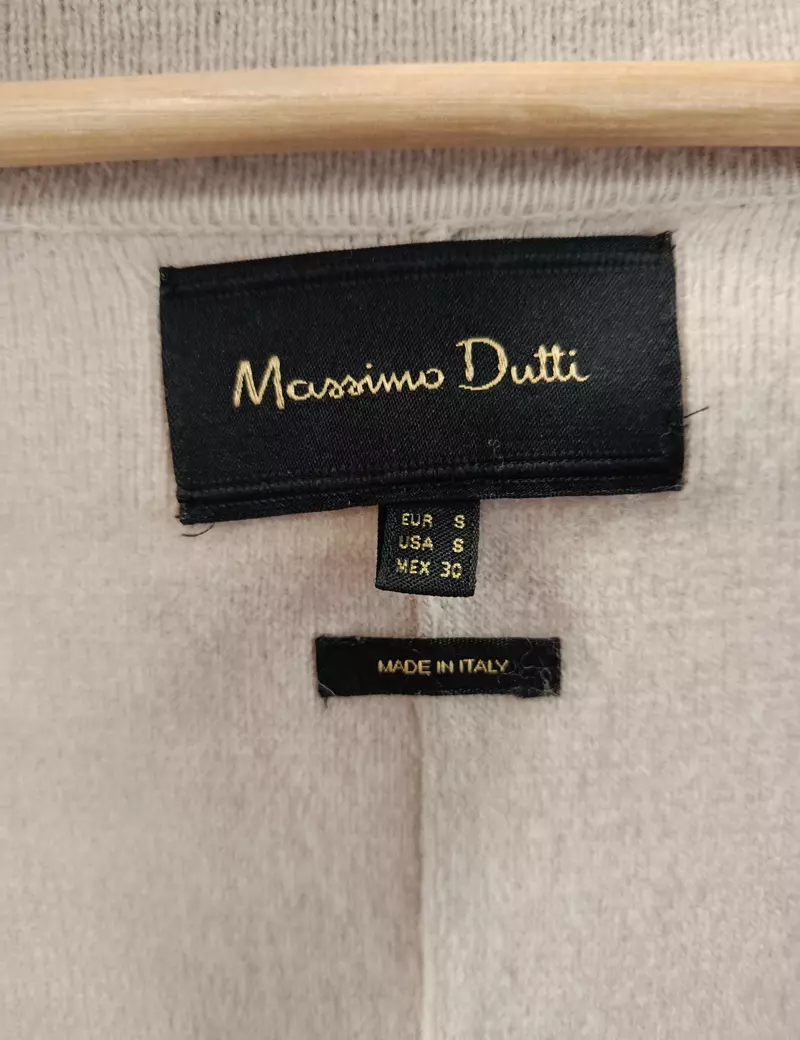 Massimo Dutti
EUR S
USA S
MEX 30
MADE IN ITALY